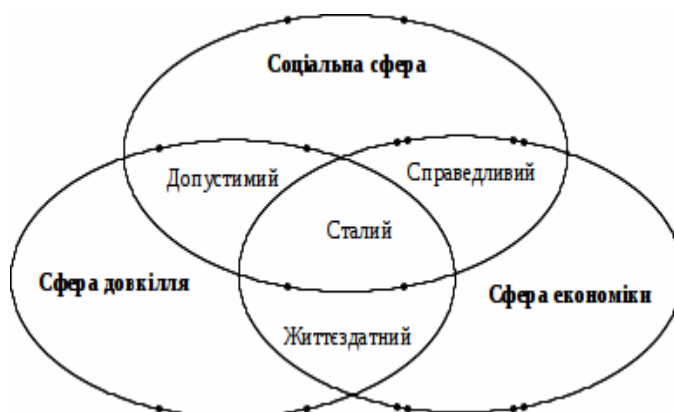 Соціальна сфера
Допустимий
Справедливий
Сталий
Сфера довкілля
Сфера економіки
Життєздатний